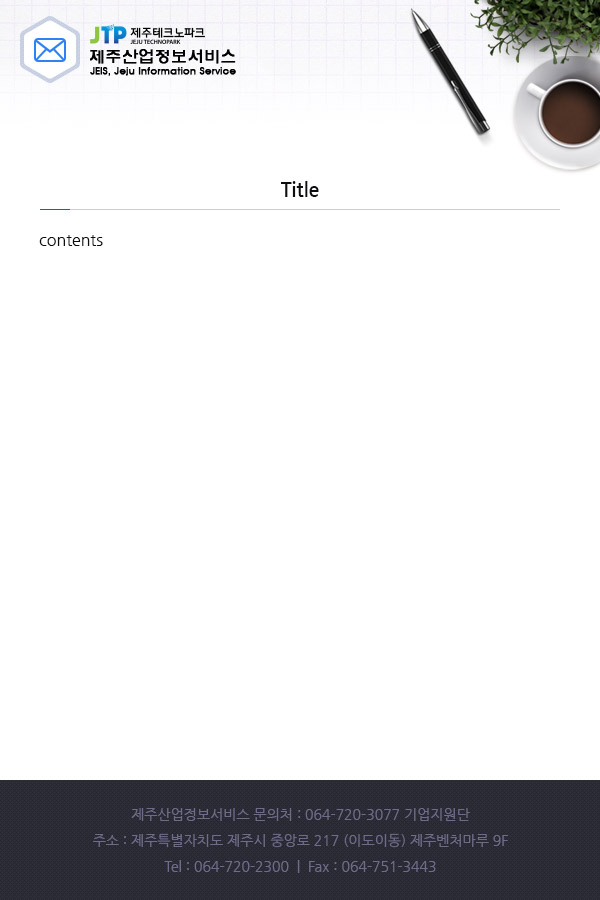 JTP 제주테크노파크
JEJU TECHNOPARK
제주산업정보서비스
JEIS, Jeju Information Service
Title
contents
제주산업정보서비스 문의처 : 064-720-3077 기업지원단
주소 : 제주특별자치도 제주시 중앙로 217 (이도이동) 제주벤처마루 9F
Tel : 064-720-2300 | Fax : 064-751-3443